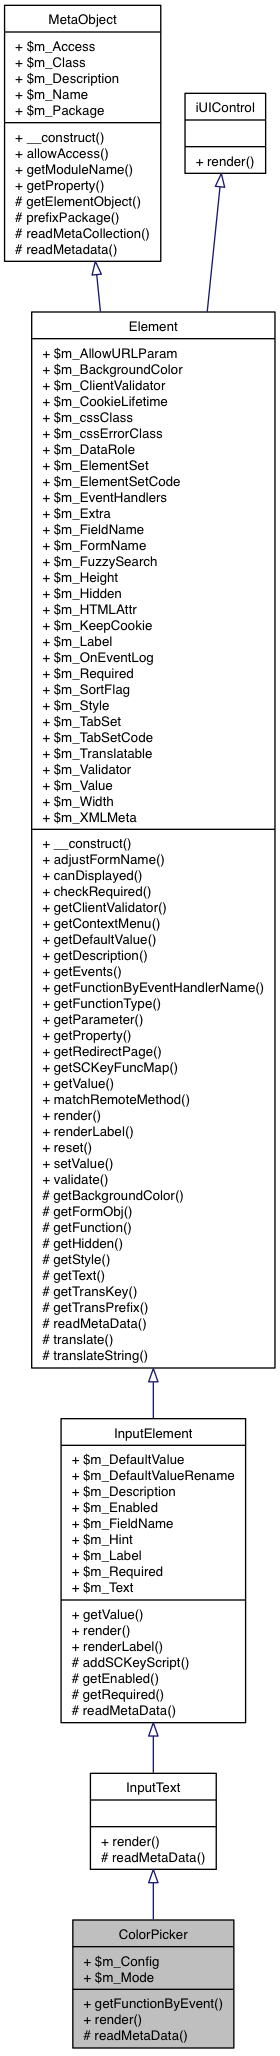 MetaObject
+ $m_Access
+ $m_Class
+ $m_Description
+ $m_Name
+ $m_Package
+ __construct()
+ allowAccess()
+ getModuleName()
+ getProperty()
# getElementObject()
# prefixPackage()
# readMetaCollection()
# readMetadata()
iUIControl
+ render()
Element
+ $m_AllowURLParam
+ $m_BackgroundColor
+ $m_ClientValidator
+ $m_CookieLifetime
+ $m_cssClass
+ $m_cssErrorClass
+ $m_DataRole
+ $m_ElementSet
+ $m_ElementSetCode
+ $m_EventHandlers
+ $m_Extra
+ $m_FieldName
+ $m_FormName
+ $m_FuzzySearch
+ $m_Height
+ $m_Hidden
+ $m_HTMLAttr
+ $m_KeepCookie
+ $m_Label
+ $m_OnEventLog
+ $m_Required
+ $m_SortFlag
+ $m_Style
+ $m_TabSet
+ $m_TabSetCode
+ $m_Translatable
+ $m_Validator
+ $m_Value
+ $m_Width
+ $m_XMLMeta
+ __construct()
+ adjustFormName()
+ canDisplayed()
+ checkRequired()
+ getClientValidator()
+ getContextMenu()
+ getDefaultValue()
+ getDescription()
+ getEvents()
+ getFunctionByEventHandlerName()
+ getFunctionType()
+ getParameter()
+ getProperty()
+ getRedirectPage()
+ getSCKeyFuncMap()
+ getValue()
+ matchRemoteMethod()
+ render()
+ renderLabel()
+ reset()
+ setValue()
+ validate()
# getBackgroundColor()
# getFormObj()
# getFunction()
# getHidden()
# getStyle()
# getText()
# getTransKey()
# getTransPrefix()
# readMetaData()
# translate()
# translateString()
InputElement
+ $m_DefaultValue
+ $m_DefaultValueRename
+ $m_Description
+ $m_Enabled
+ $m_FieldName
+ $m_Hint
+ $m_Label
+ $m_Required
+ $m_Text
+ getValue()
+ render()
+ renderLabel()
# addSCKeyScript()
# getEnabled()
# getRequired()
# readMetaData()
InputText
+ render()
# readMetaData()
ColorPicker
+ $m_Config
+ $m_Mode
+ getFunctionByEvent()
+ render()
# readMetaData()